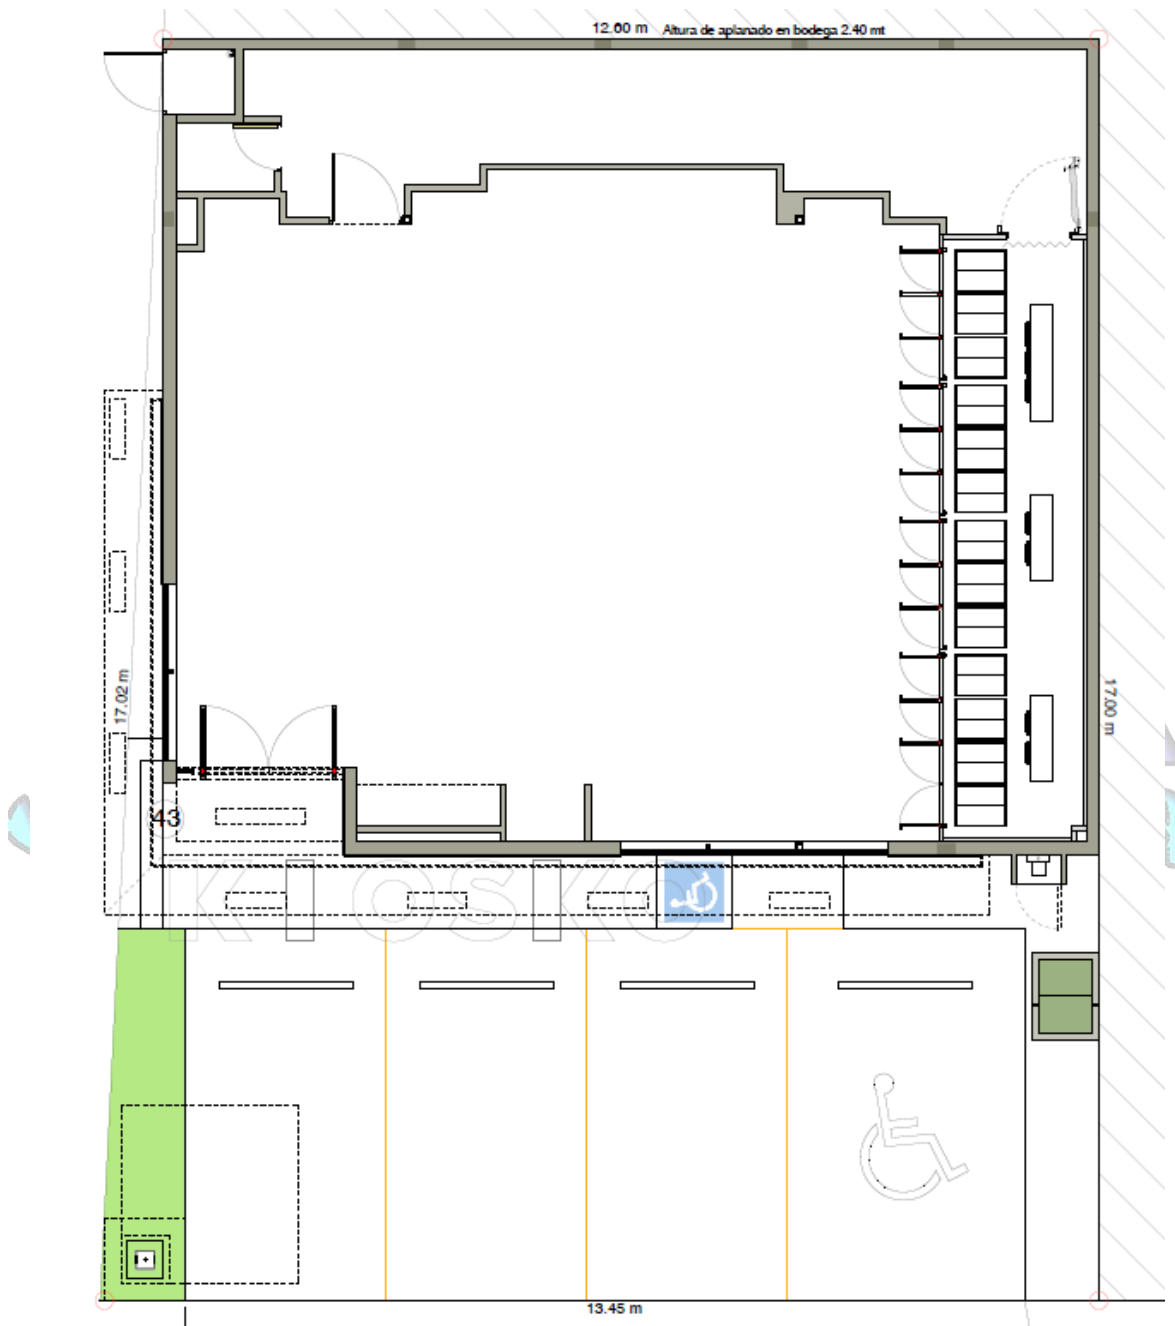 12.60 m Altura de aplanado en bodega 2.40 mt
17.02 m
17.00 m
43
KIOSKO
13.45 m